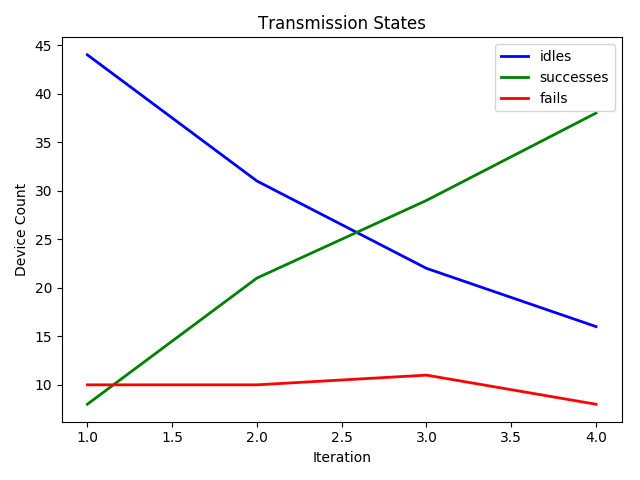 Transmission States
idles
successes
fails
45
40
35
30
25
20
15
10
Device Count
1.0 1.5 2.0 2.5 3.0 3.5 4.0
Iteration